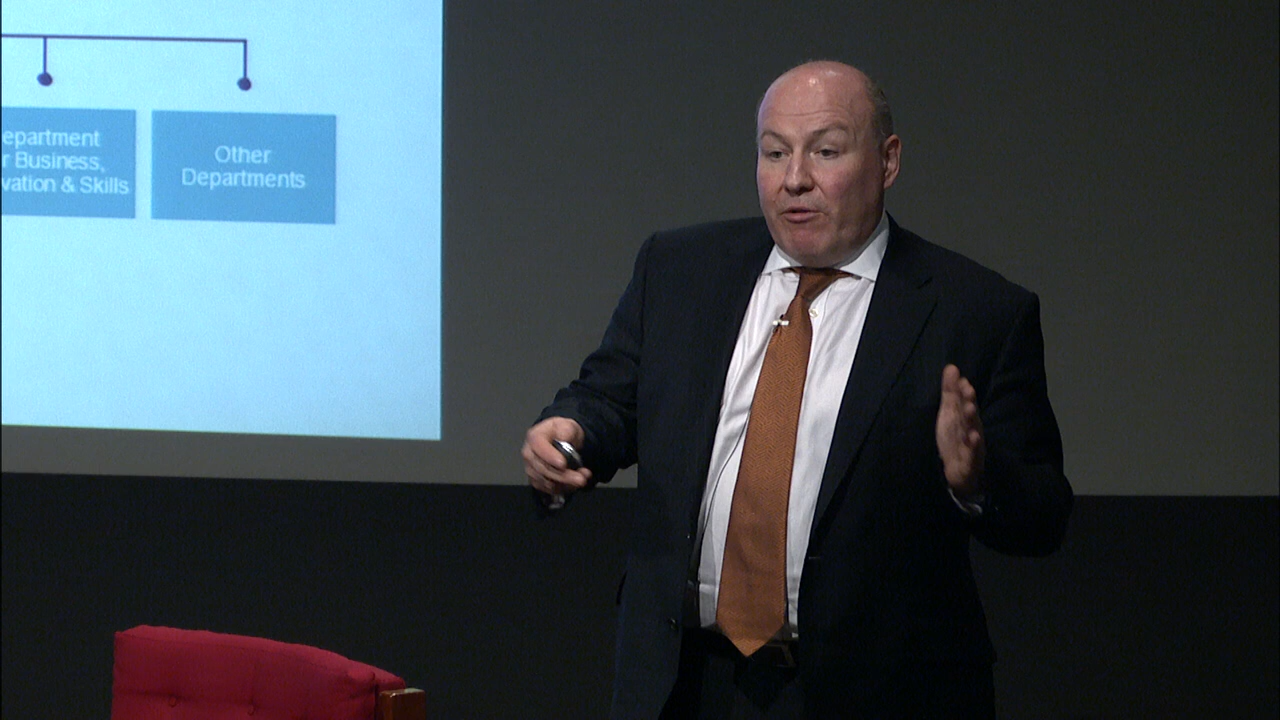 epartment
r Business,
vation & Skills
Other
Departments